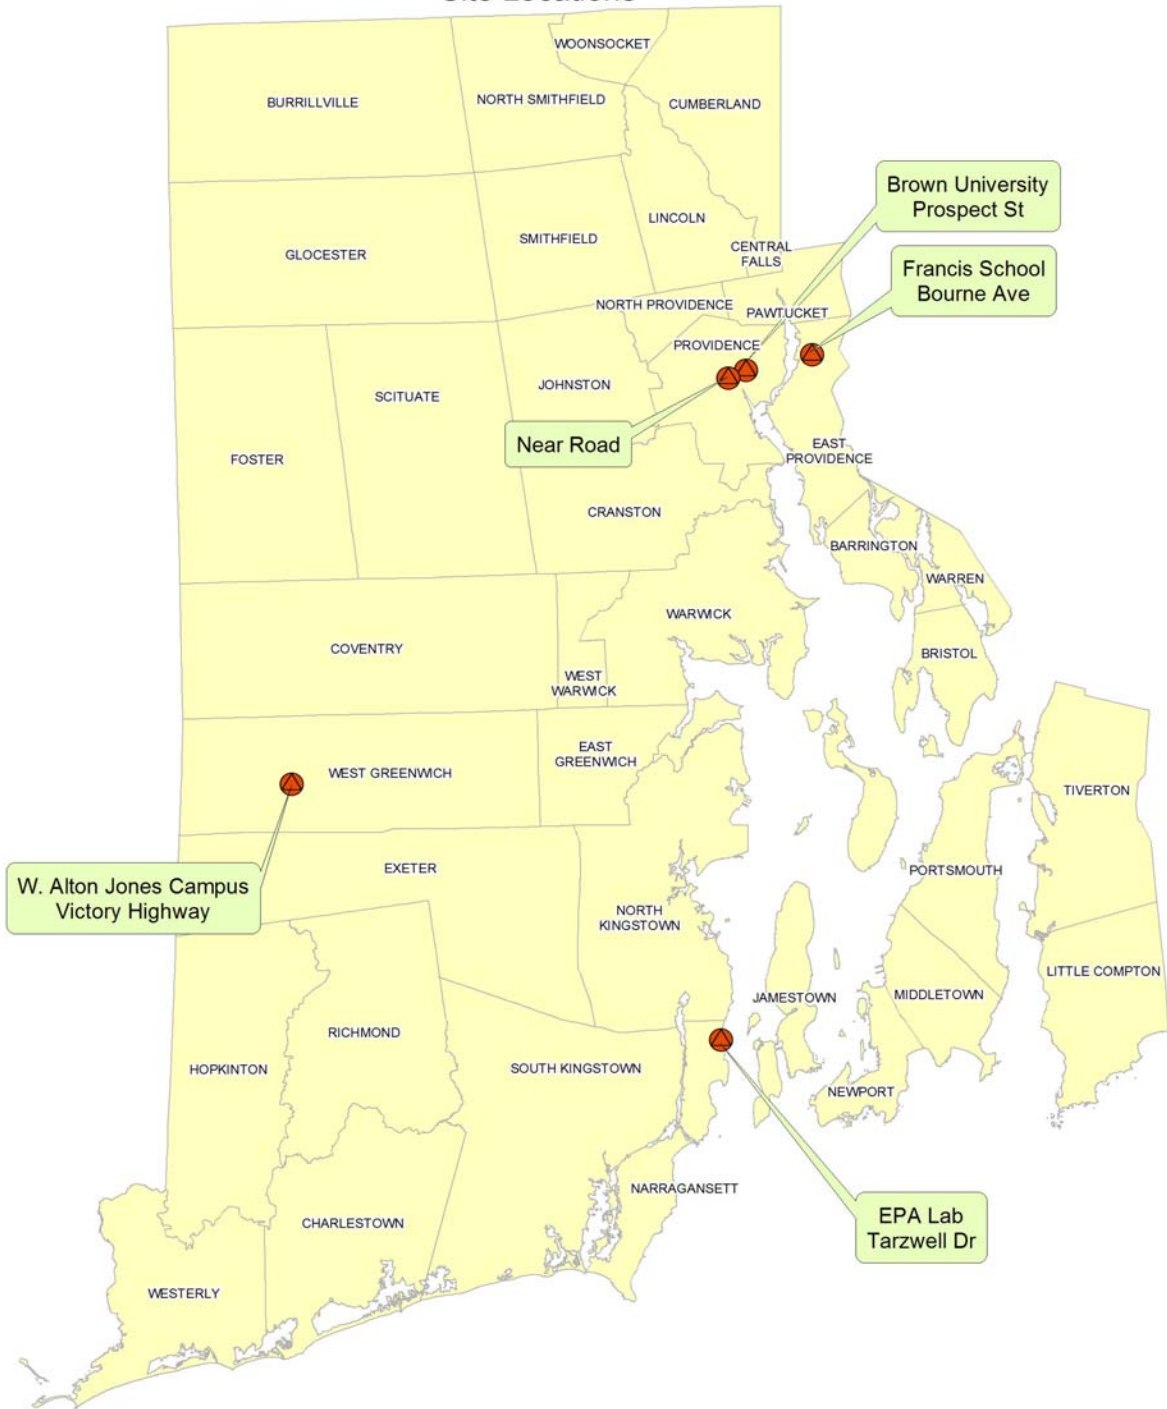 Site Locations
WOONSOCKET
BURRILLVILLE
NORTH SMITHFIELD
CUMBERLAND
Brown University
Prospect St
LINCOLN
SMITHFIELD
GLOCESTER
CENTRAL
FALLS
Francis School
Bourne Ave
NORTH PROVIDENCE
PAWTUCKET
PROVIDENCE
JOHNSTON
SCITUATE
Near Road
FOSTER
EAST
PROVIDENCE
CRANSTON
BARRINGTON
WARREN
WARWICK
COVENTRY
BRISTOL
WEST
WARWICK
EAST
GREENWICH
WEST GREENWICH
TIVERTON
EXETER
PORTSMOUTH
W. Alton Jones Campus
Victory Highway
NORTH
KINGSTOWN
LITTLE COMPTON
MIDDLETOWN
JAMESTOWN
RICHMOND
HOPKINTON
SOUTH KINGSTOWN
NEWPORT
NARRAGANSETT
EPA Lab
Tarzwell Dr
CHARLESTOWN
WESTERLY